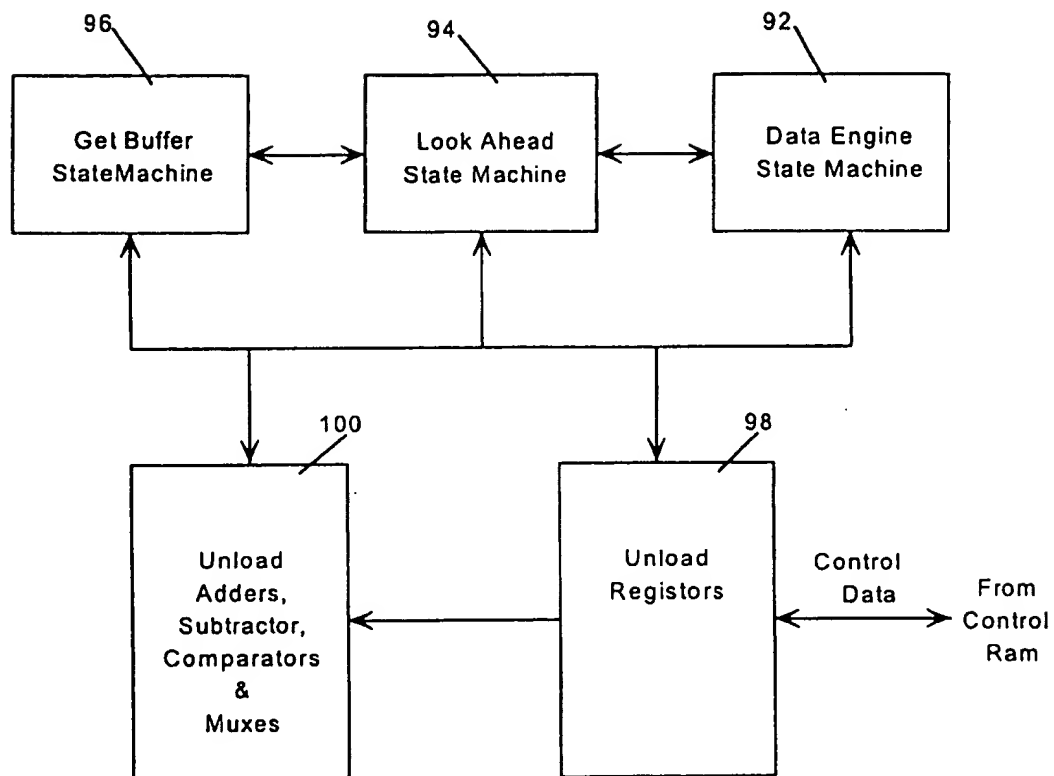 96
94
92
Get Buffer
StateMachine
Look Ahead
State Machine
Data Engine
State Machine
100
98
Unload
Adders,
Subtractor,
Comparators
&
Muxes
Unload
Registors
Control
Data
From
Control
Ram